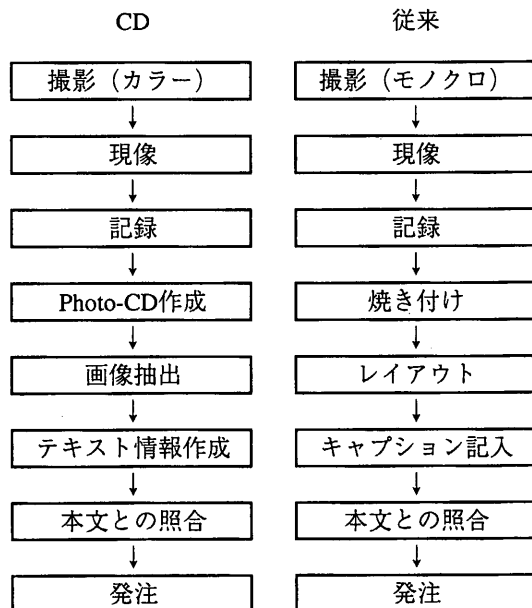 CD
撮影（カラー）
現像
記録
Photo-CD作成
画像抽出
テキスト情報作成
本文との照合
発注
従来
撮影（モノクロ）
現像
記録
焼き付け
レイアウト
キャプション記入
本文との照合
発注